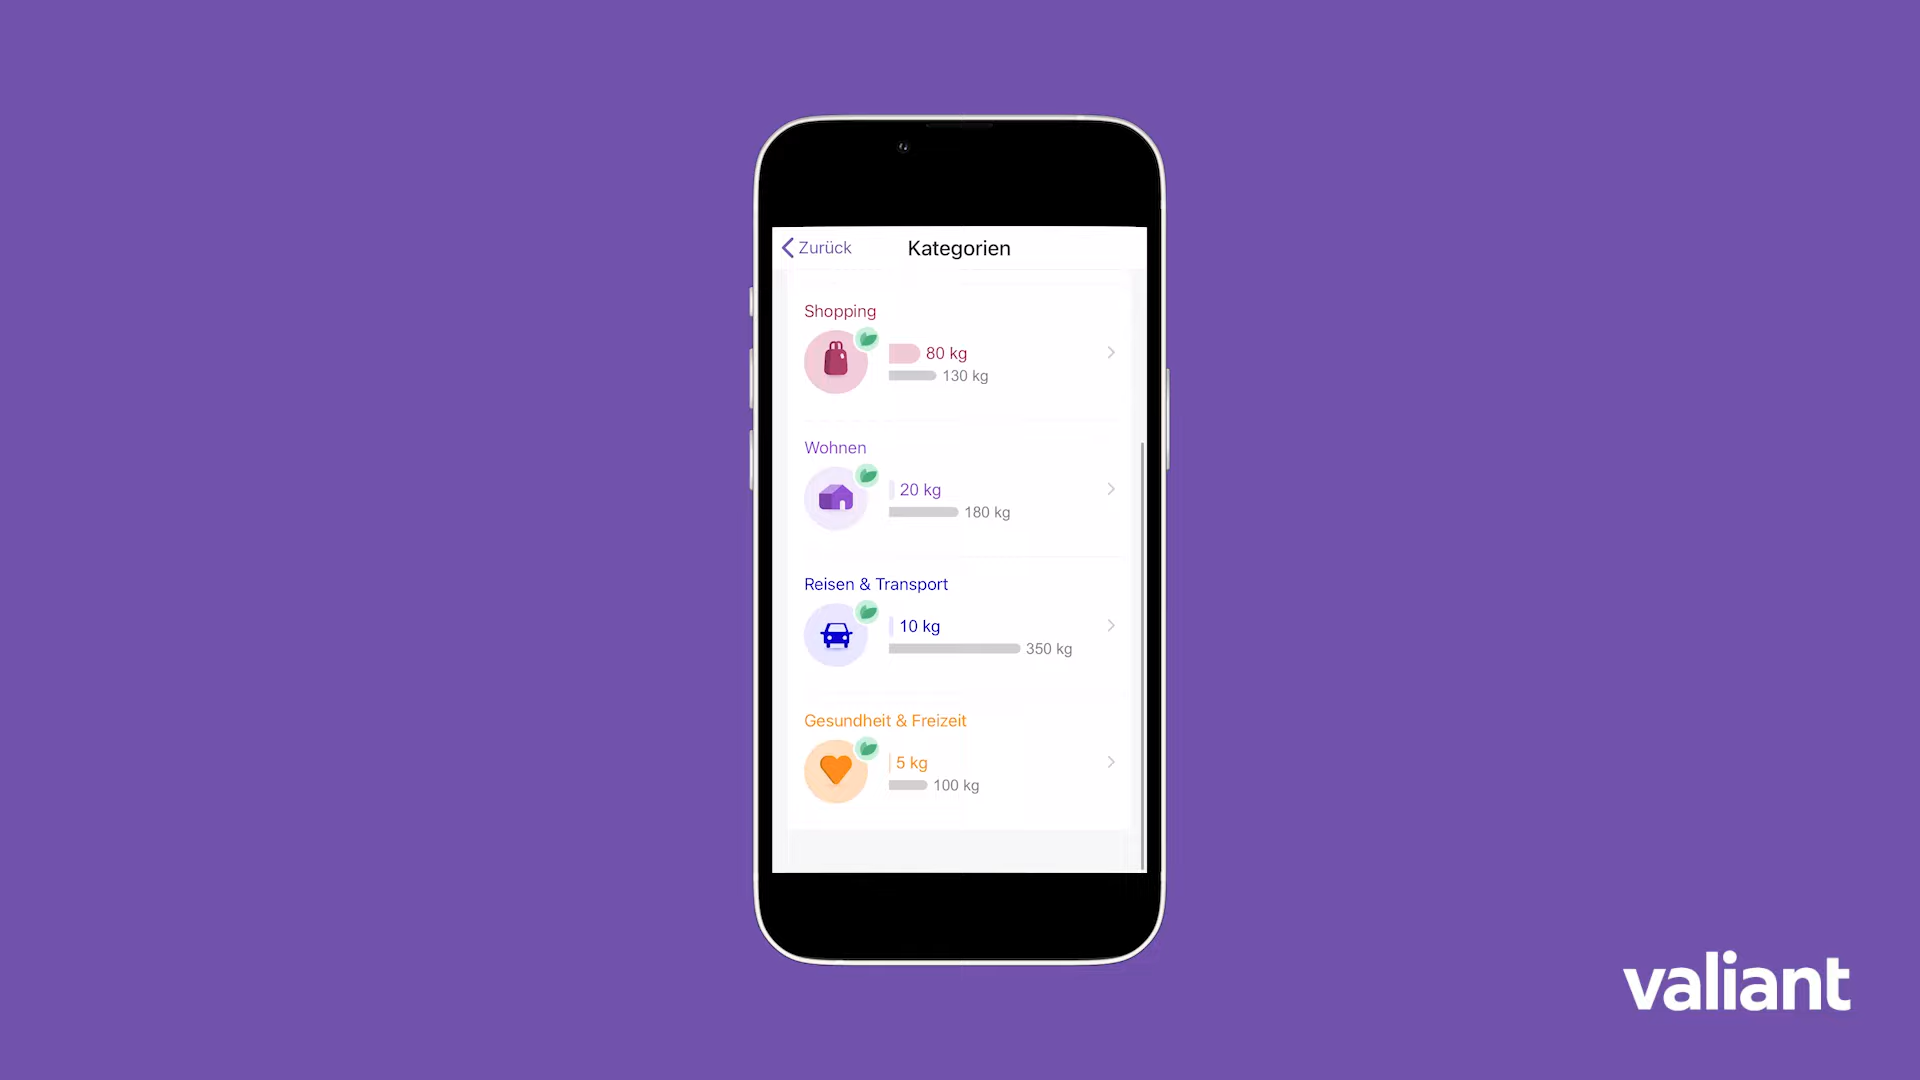 Zurück
Kategorien
Shopping
80 kg
130 kg
Wohnen
20 kg
180 kg
Reisen & Transport
10 kg
350 kg
Gesundheit & Freizeit
5 kg
100 kg
valiant